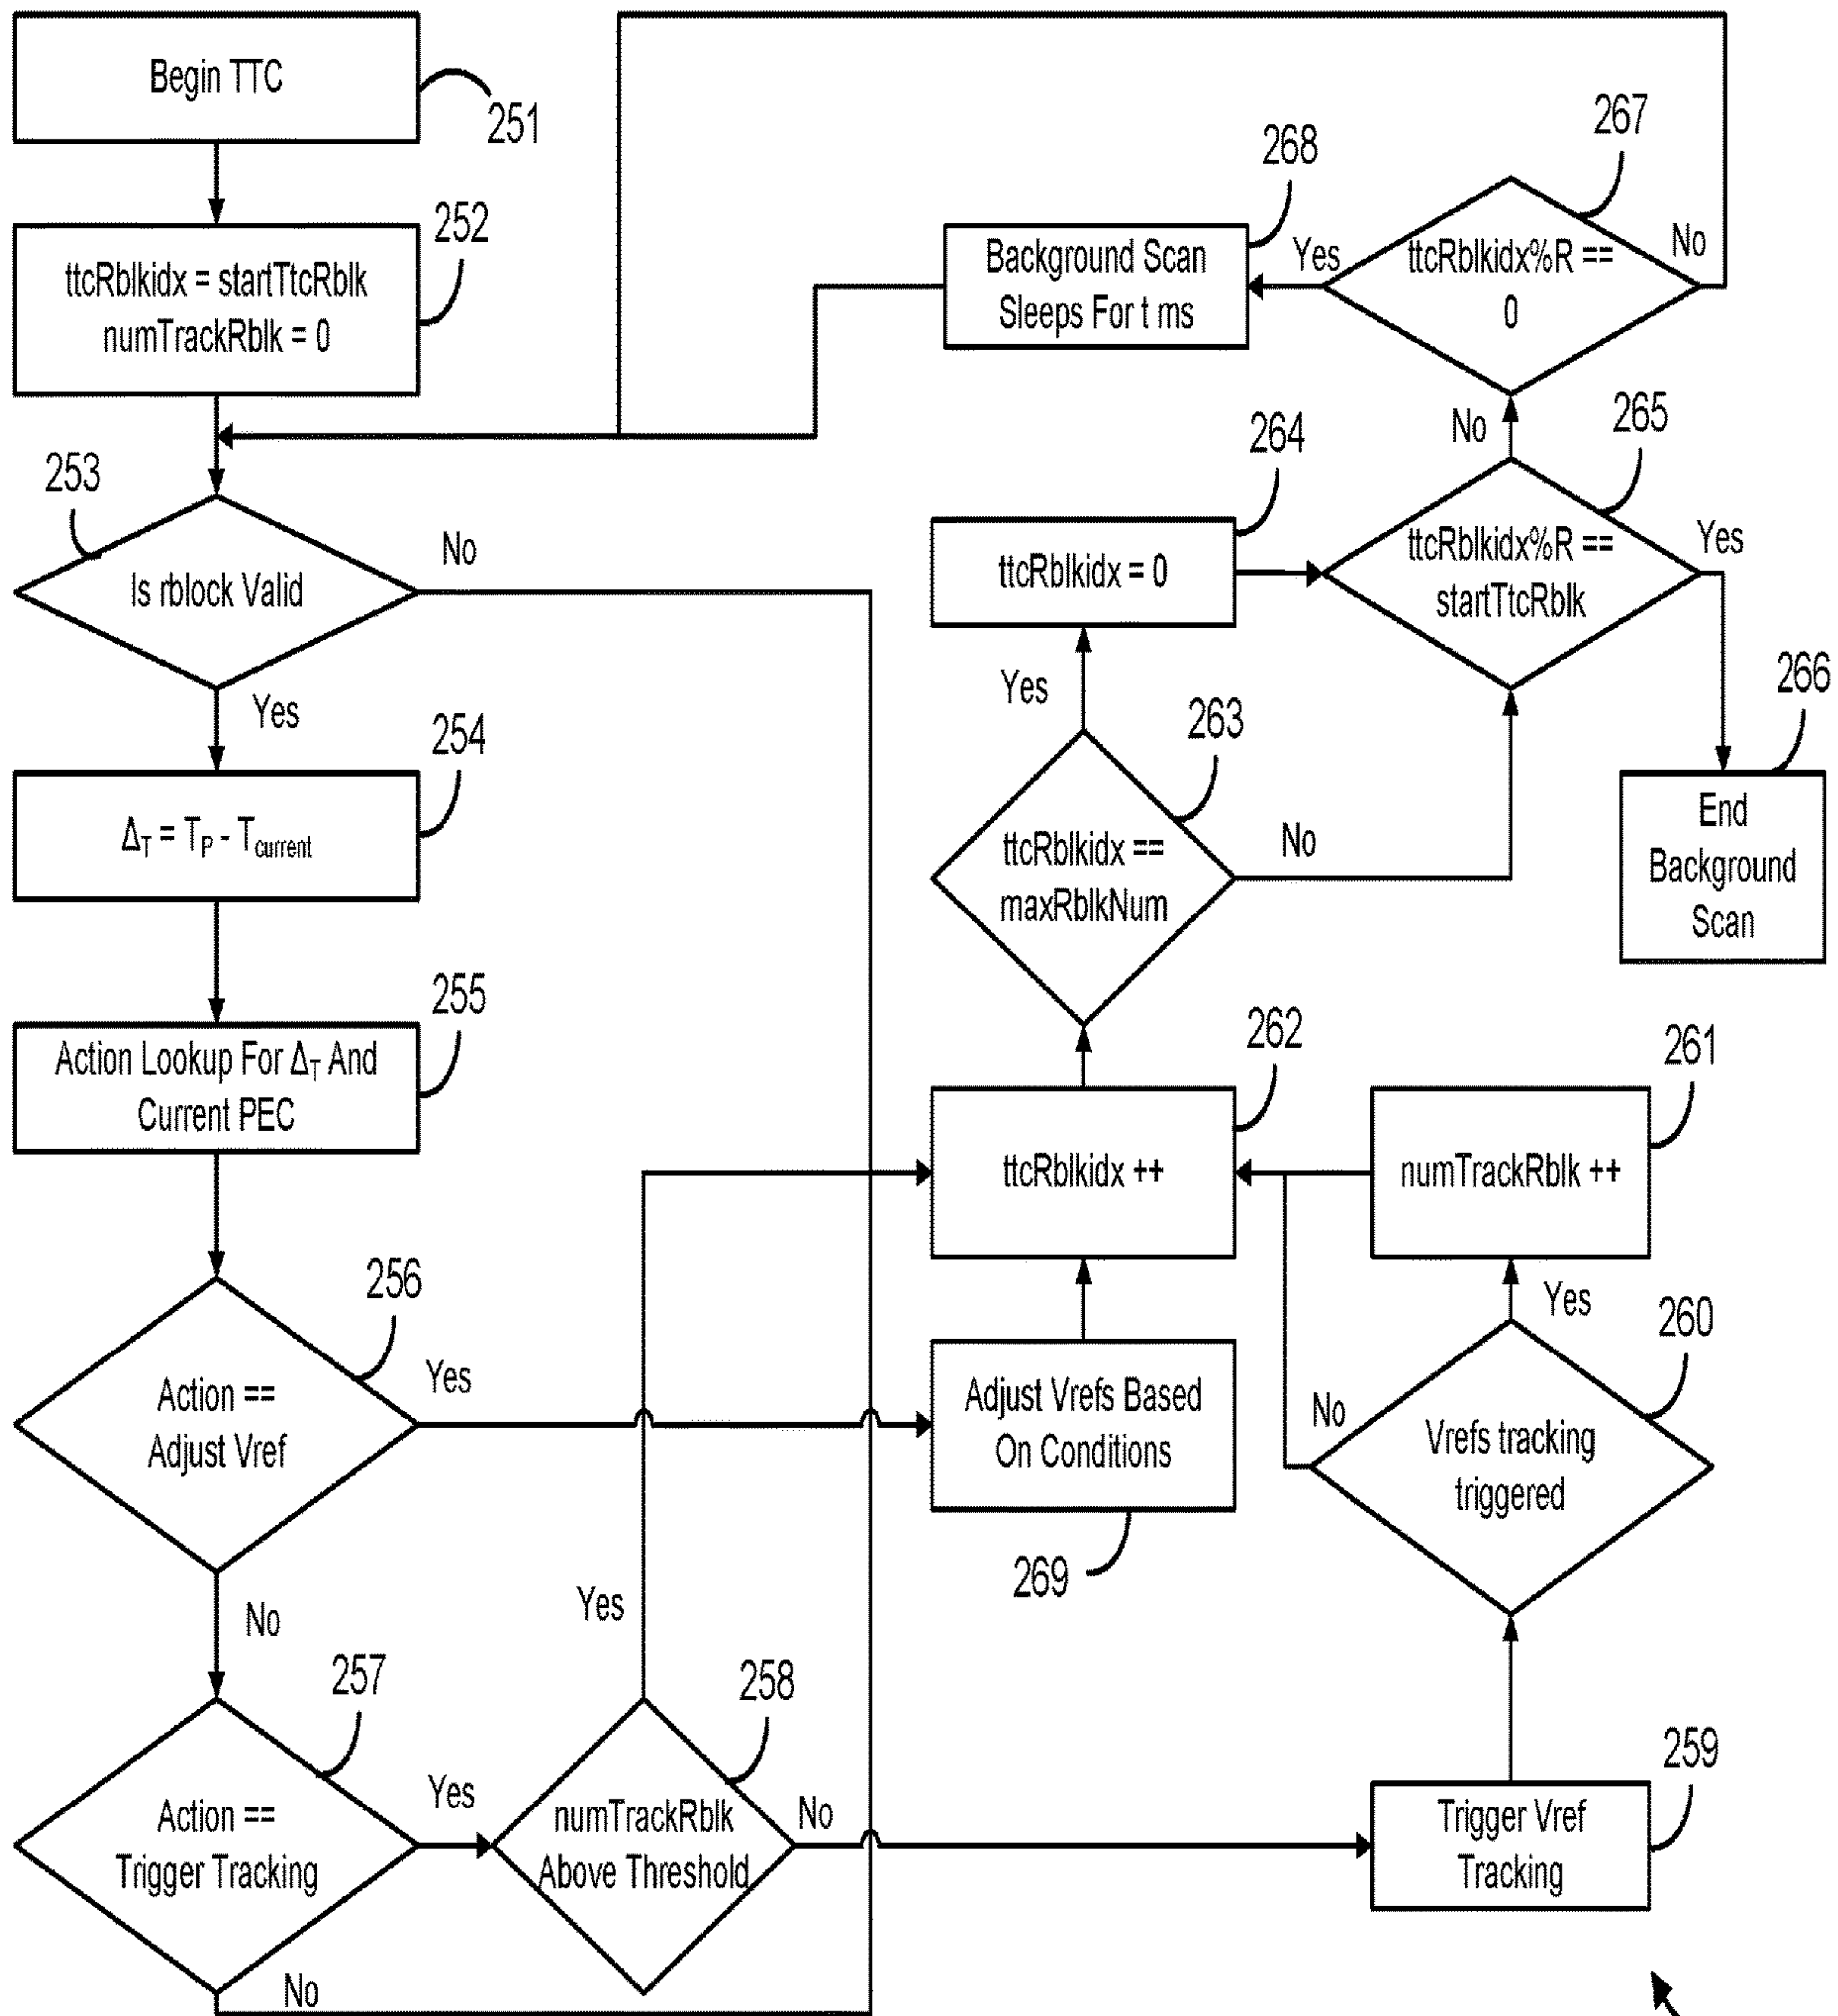 Begin TTC
251
ttcRblkidx = startTtcRblk
numTrackRblk = 0
252
253
Is rblock Valid
No
Yes
254
ΔT = TP - Tcurrent
255
Action Lookup For ΔT And
Current PEC
256
Action ==
Adjust Vref
Yes
No
257
Action ==
Trigger Tracking
Yes
No
258
numTrackRblk
Above Threshold
Yes
No
259
Trigger Vref
Tracking
260
Vrefs tracking
triggered
No
Yes
261
numTrackRblk ++
262
ttcRblkidx ++
Adjust Vrefs Based
On Conditions
269
263
ttcRblkidx ==
maxRblkNum
Yes
No
264
ttcRblkidx = 0
265
ttcRblkidx%R ==
startTtcRblk
No
Yes
266
End
Background
Scan
267
ttcRblkidx%R ==
0
Yes
No
268
Background Scan
Sleeps For t ms